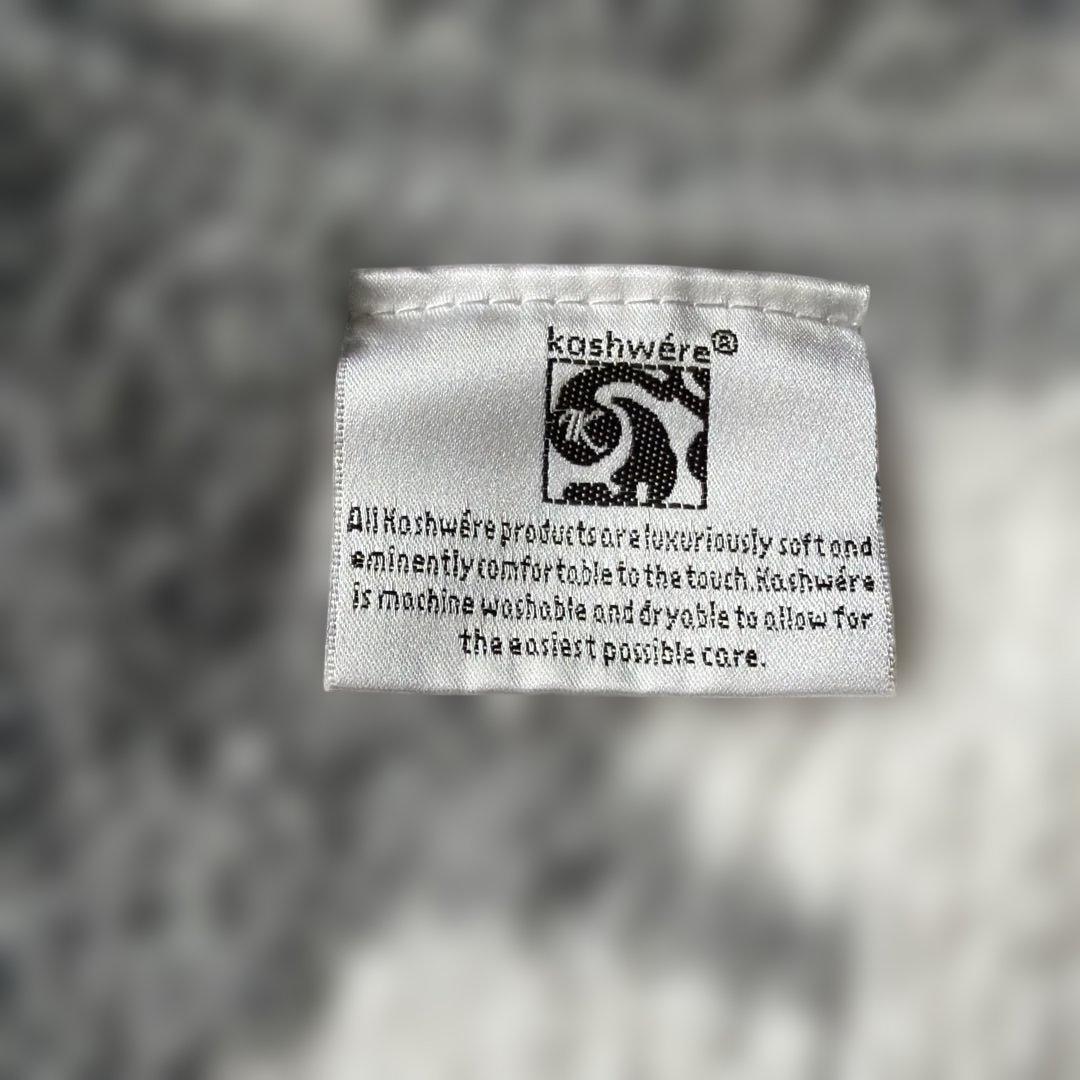 kashwére®
K
All Kashwére products are luxuriously soft and
eminently comfortable to the touch. Kashwére
is machine washable and dryable to allow for
the easiest possible care.